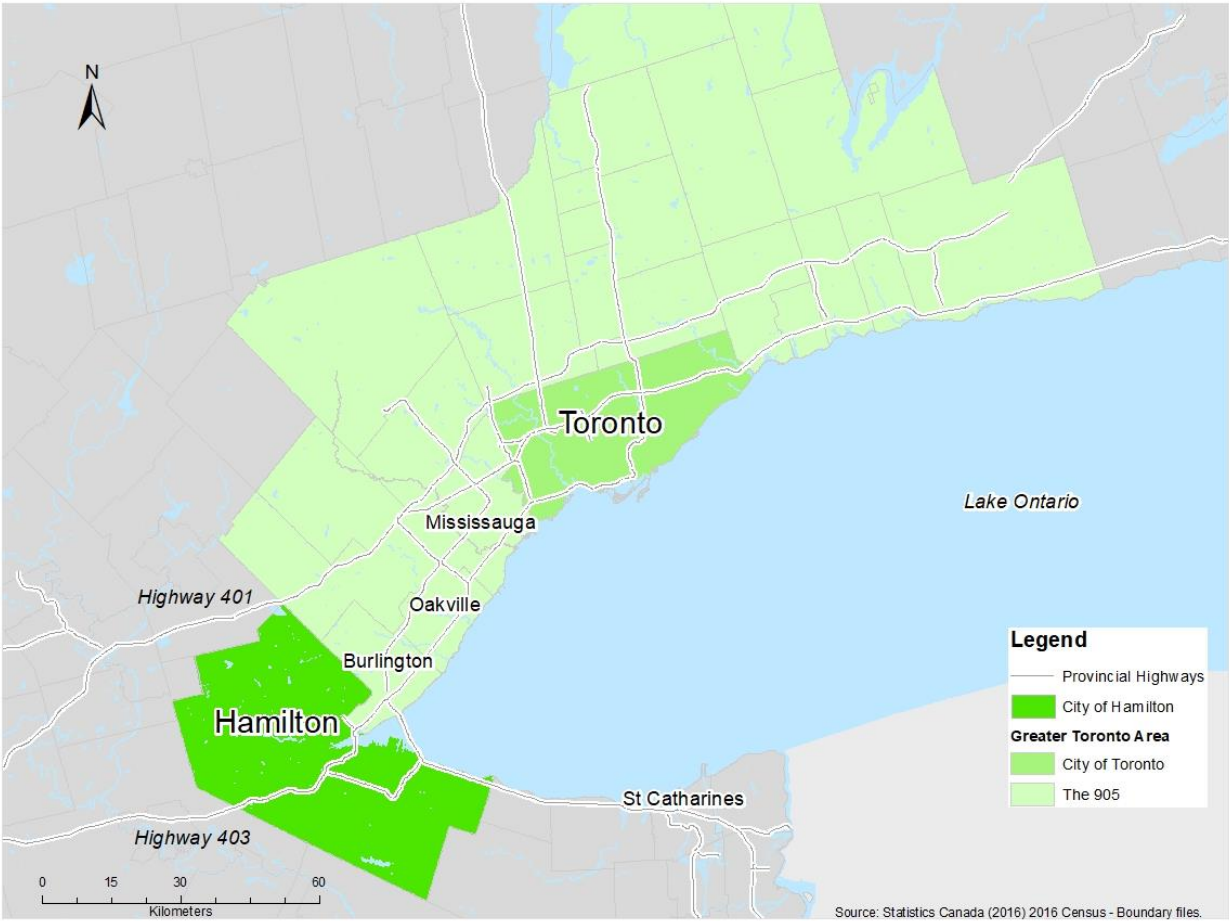 N
Toronto
Lake Ontario
Mississauga
Highway 401
Oakville
Burlington
Hamilton
St Catharines
Highway 403
Legend
Provincial Highways
City of Hamilton
Greater Toronto Area
City of Toronto
The 905
0 15 30 60
Kilometers
Source: Statistics Canada (2016) 2016 Census - Boundary files.